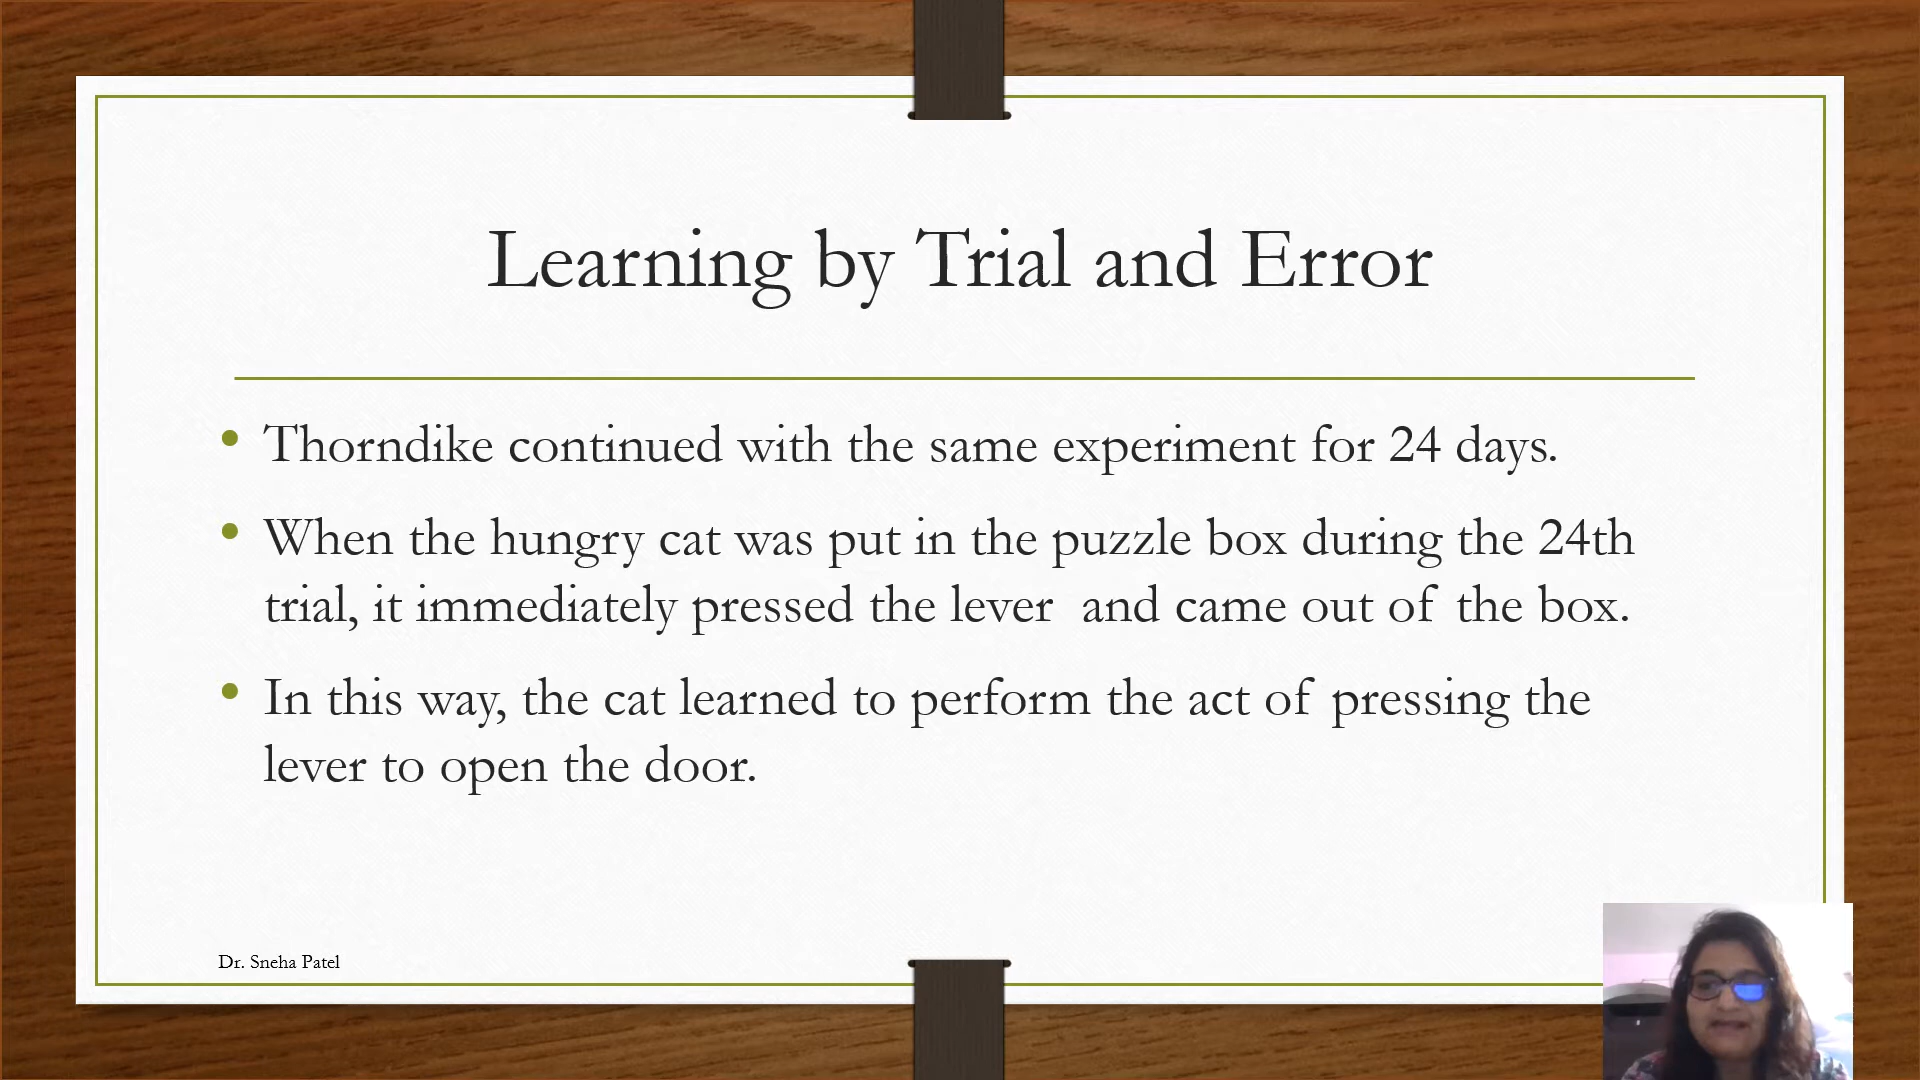 Learning by Trial and Error
• Thorndike continued with the same experiment for 24 days.
• When the hungry cat was put in the puzzle box during the 24th
trial, it immediately pressed the lever  and came out of the box.
• In this way, the cat learned to perform the act of pressing the
lever to open the door.
Dr. Sneha Patel